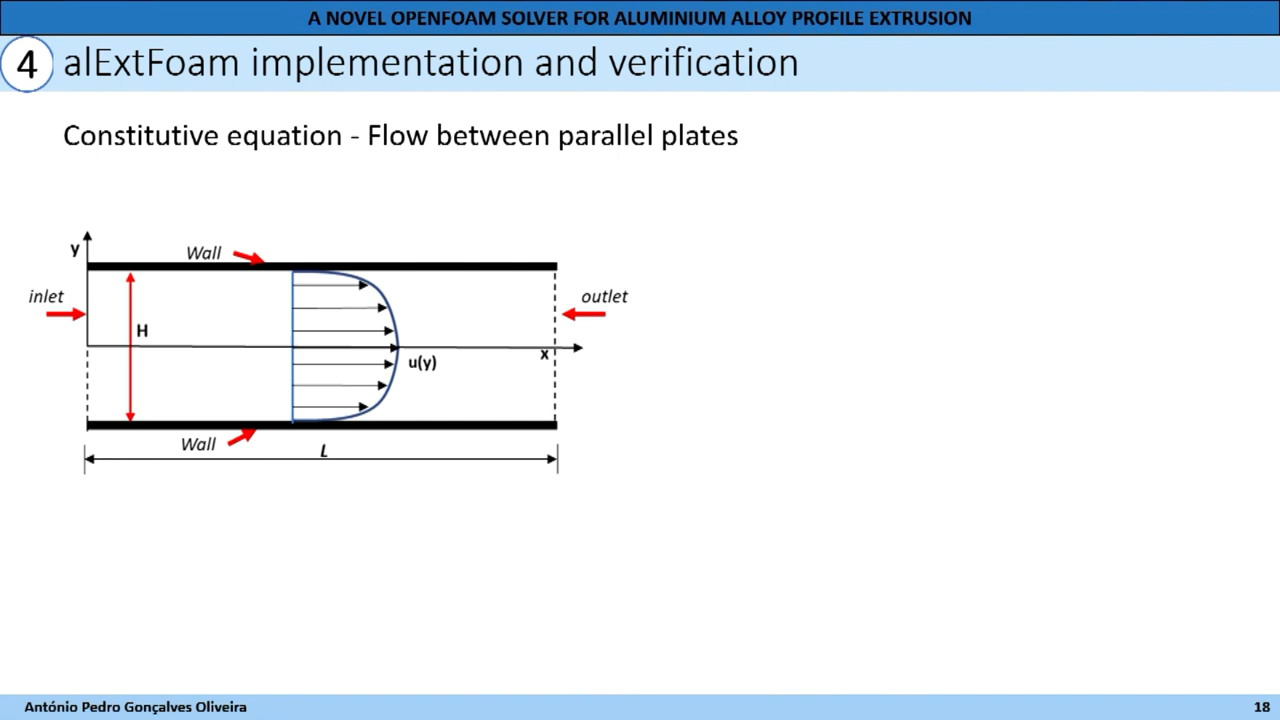 A NOVEL OPENFOAM SOLVER FOR ALUMINIUM ALLOY PROFILE EXTRUSION
4 alExtFoam implementation and verification
Constitutive equation - Flow between parallel plates
y
Wall
inlet
outlet
H
x
u(y)
Wall
L
António Pedro Gonçalves Oliveira
18